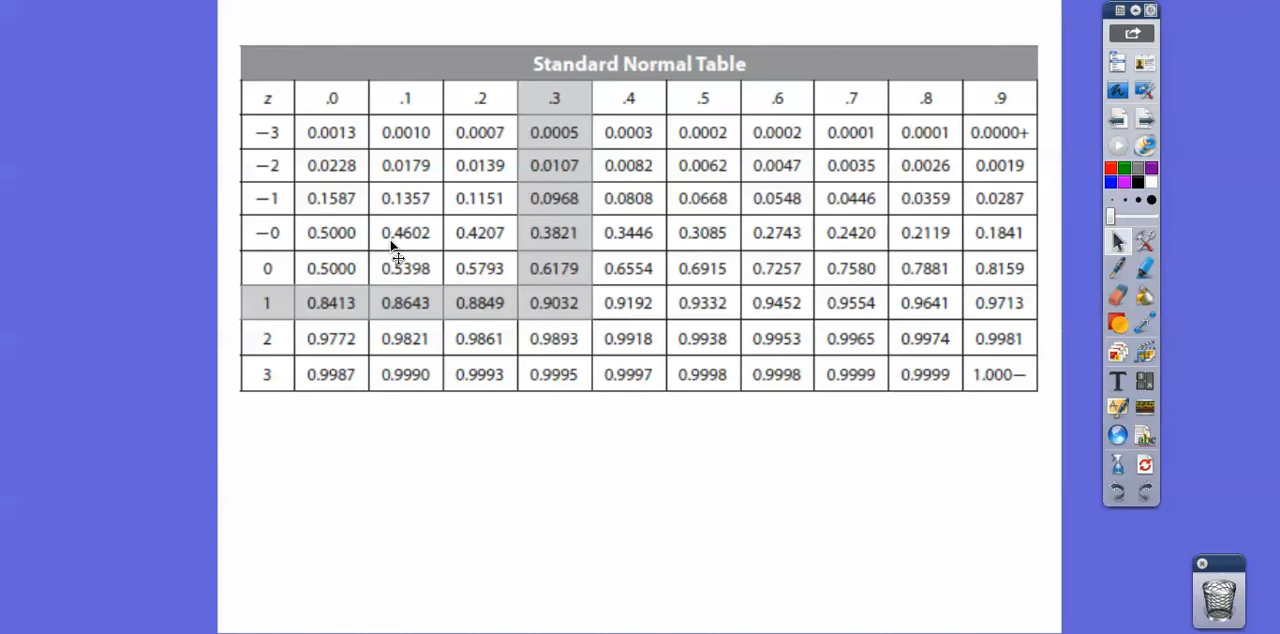 Standard Normal Table
z .0 .1 .2 .3 .4 .5 .6 .7 .8 .9
−3 0.0013 0.0010 0.0007 0.0005 0.0003 0.0002 0.0002 0.0001 0.0001 0.0000+
−2 0.0228 0.0179 0.0139 0.0107 0.0082 0.0062 0.0047 0.0035 0.0026 0.0019
−1 0.1587 0.1357 0.1151 0.0968 0.0808 0.0668 0.0548 0.0446 0.0359 0.0287
−0 0.5000 0.4602 0.4207 0.3821 0.3446 0.3085 0.2743 0.2420 0.2119 0.1841
0 0.5000 0.5398 0.5793 0.6179 0.6554 0.6915 0.7257 0.7580 0.7881 0.8159
1 0.8413 0.8643 0.8849 0.9032 0.9192 0.9332 0.9452 0.9554 0.9641 0.9713
2 0.9772 0.9821 0.9861 0.9893 0.9918 0.9938 0.9953 0.9965 0.9974 0.9981
3 0.9987 0.9990 0.9993 0.9995 0.9997 0.9998 0.9998 0.9999 0.9999 1.000−
T
abc